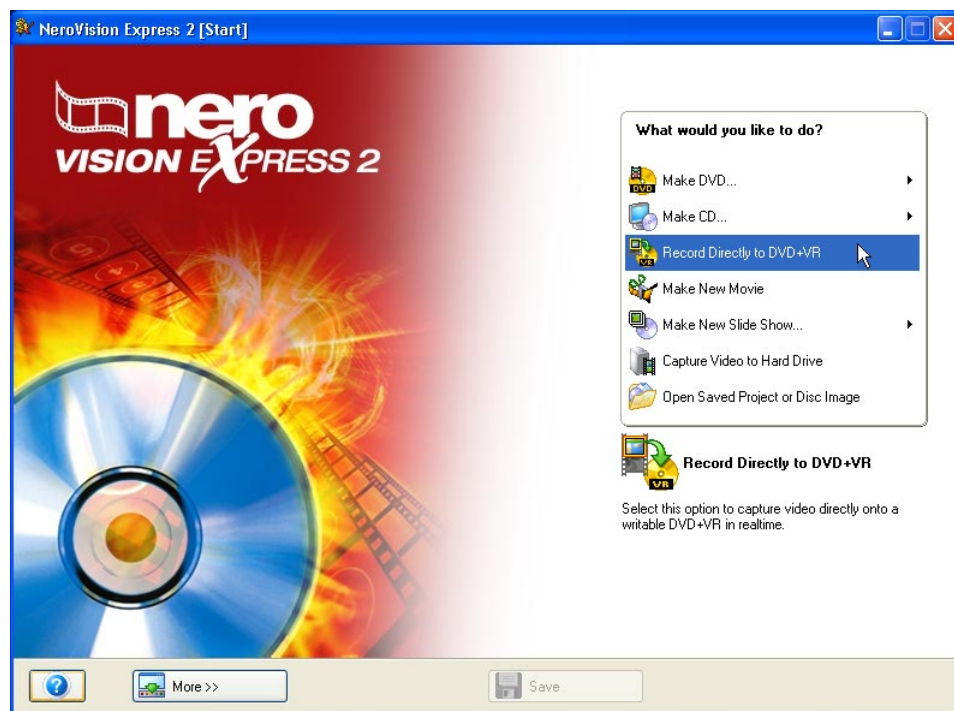 NeroVision Express 2 [Start]
nero
VISION EXPRESS 2
What would you like to do?
Make DVD...
Make CD...
Record Directly to DVD+VR
Make New Movie
Make New Slide Show...
Capture Video to Hard Drive
Open Saved Project or Disc Image
Record Directly to DVD+VR
Select this option to capture video directly onto a
writable DVD+VR in realtime.
More >>
Save